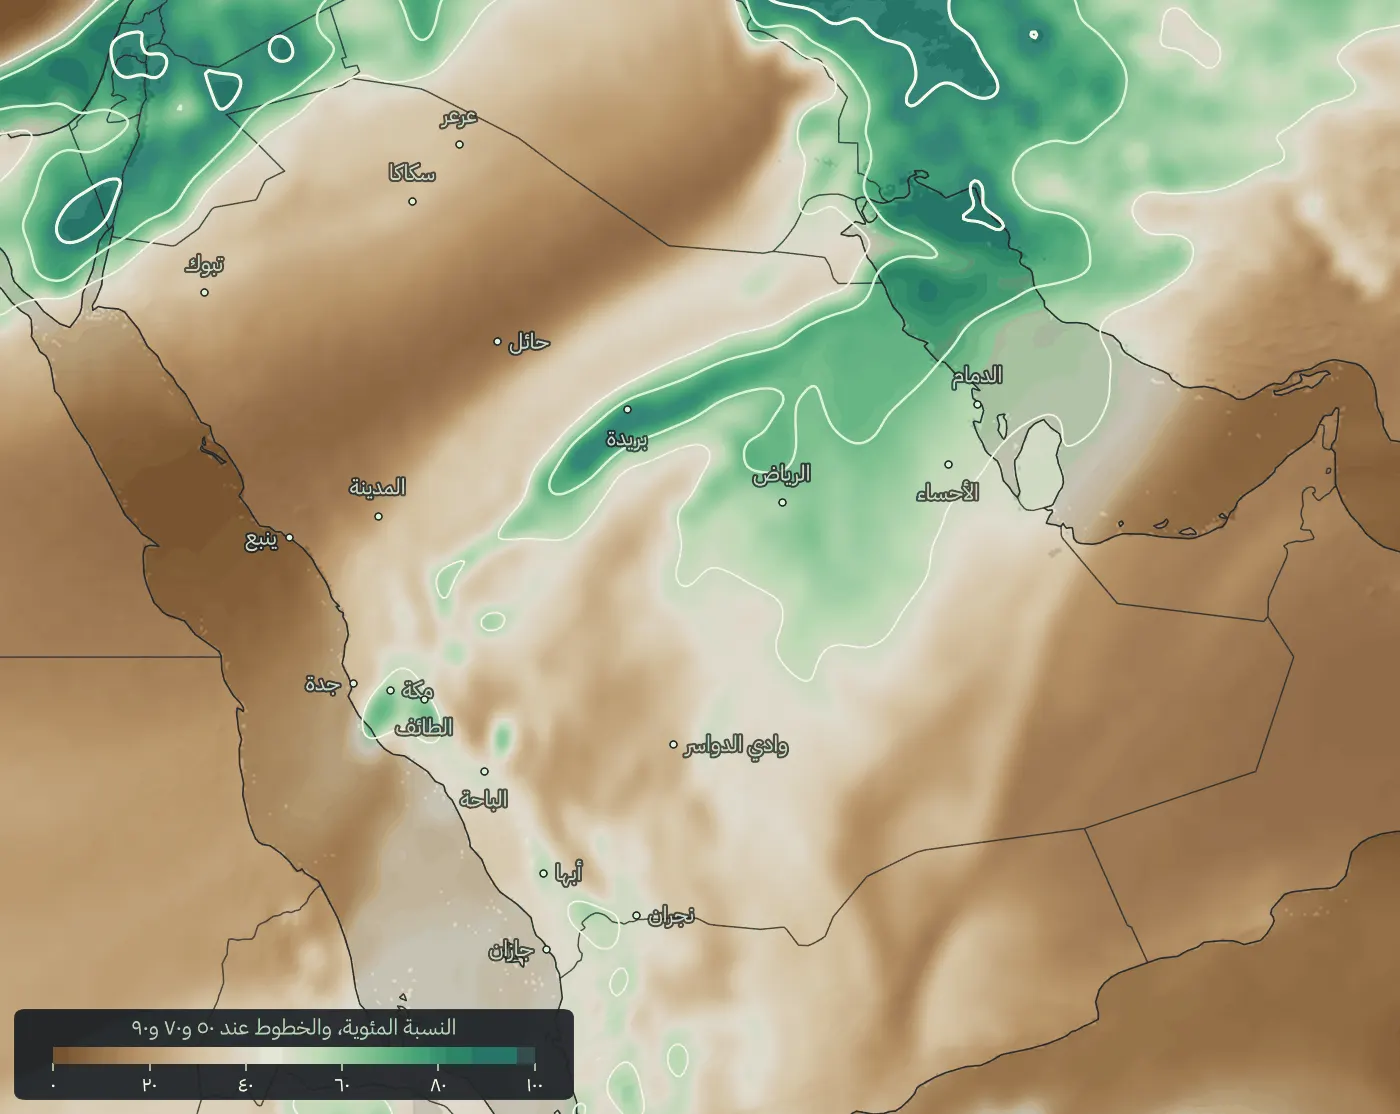 عرعر
سكاكا
تبوك
حائل
الدمام
بريدة
الرياض
الأحساء
المدينة
ينبع
جدة
مكة
الطائف
وادي الدواسر
الباحة
أبها
نجران
جازان
النسبة المئوية، والخطوط عند ٥٠ و٧٠ و٩٠
٠ ٢٠ ٤٠ ٦٠ ٨٠ ١٠٠